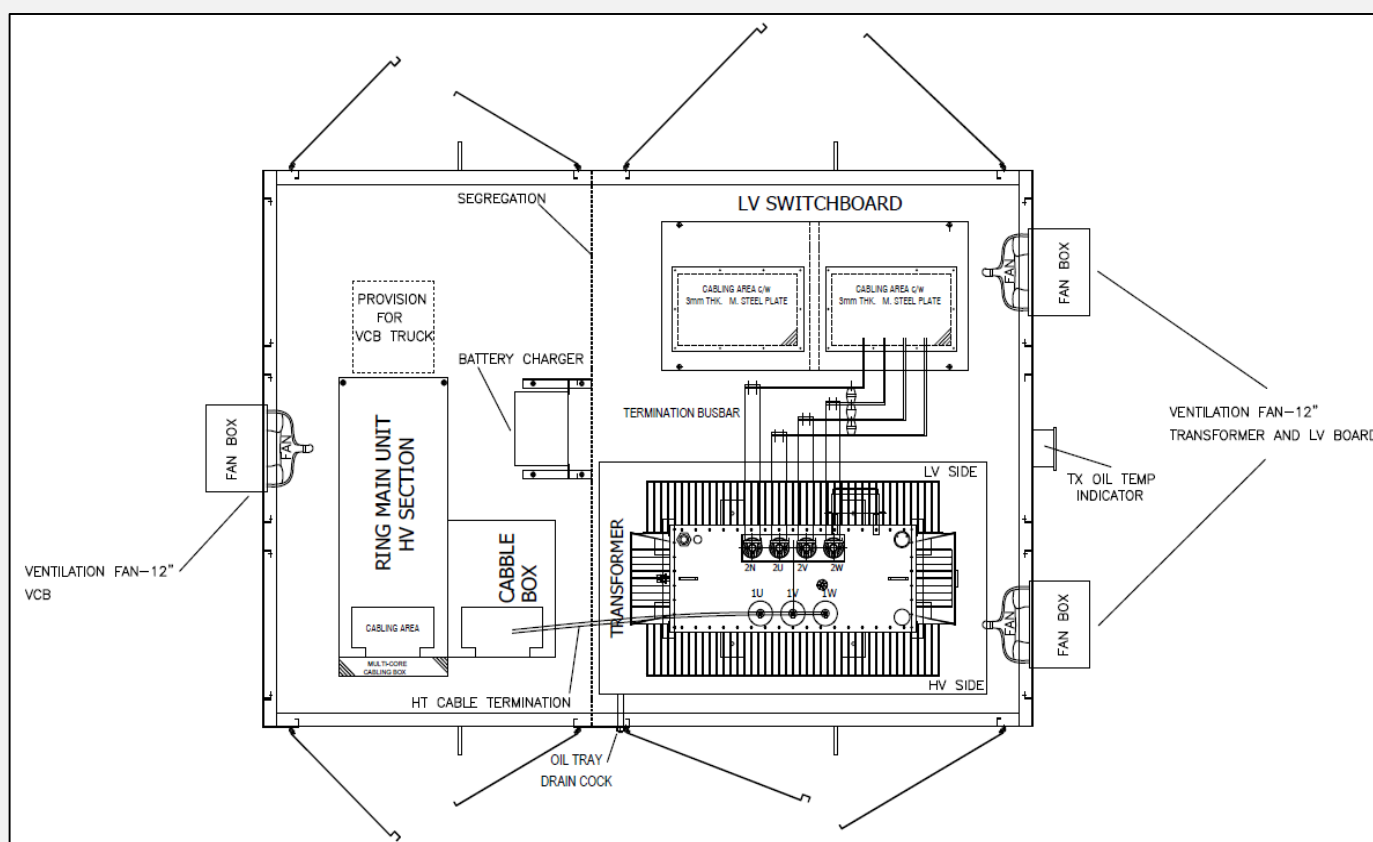 SEGREGATION
LV SWITCHBOARD
CABLING AREA c/w
3mm THK. M. STEEL PLATE
CABLING AREA c/w
3mm THK. M. STEEL PLATE
FAN
FAN BOX
PROVISION
FOR
VCB TRUCK
BATTERY CHARGER
TERMINATION BUSBAR
VENTILATION FAN-12"
TRANSFORMER AND LV BOARD
FAN BOX
FAN
RING MAIN UNIT
HV SECTION
LV SIDE
TX OIL TEMP
INDICATOR
TRANSFORMER
2N
2U
2V
2W
1U
1V
1W
CABBLE
BOX
CABLING AREA
MULTI-CORE
CABLING BOX
VENTILATION FAN-12"
VCB
FAN
FAN BOX
HV SIDE
HT CABLE TERMINATION
OIL TRAY
DRAIN COCK